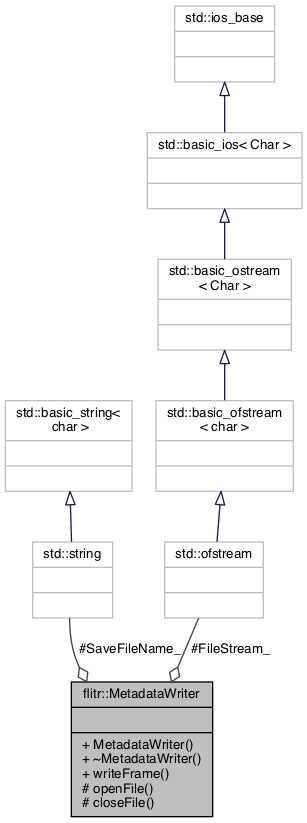 std::ios_base
std::basic_ios< Char >
std::basic_ostream
< Char >
std::basic_string<
char >
std::basic_ofstream
< char >
std::string
std::ofstream
#SaveFileName_
#FileStream_
flitr::MetadataWriter
+ MetadataWriter()
+ ~MetadataWriter()
+ writeFrame()
# openFile()
# closeFile()